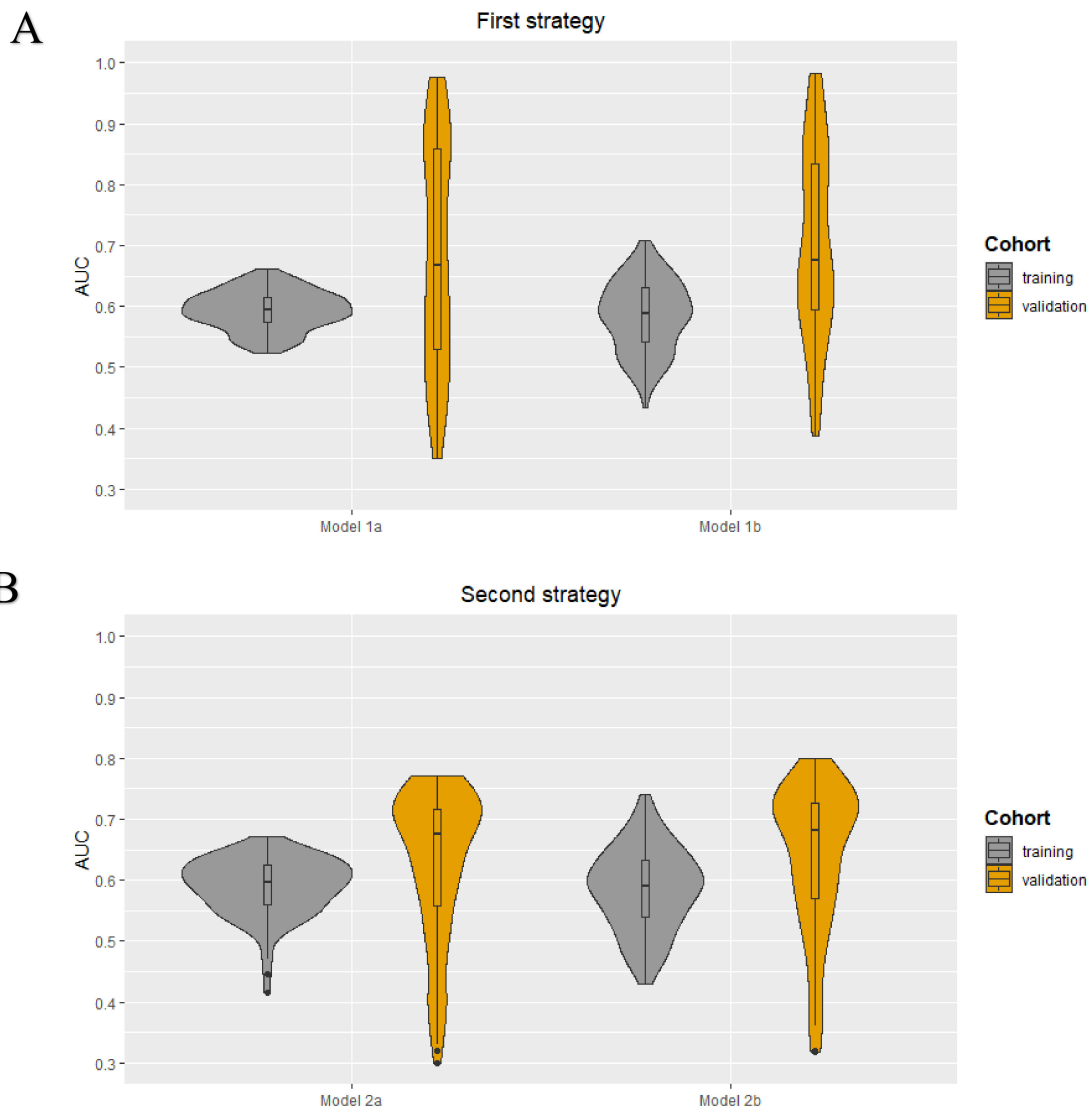 A
First strategy
1.0
0.9
0.8
0.7
0.6
0.5
0.4
0.3
AUC
Model 1a
Model 1b
Cohort
training
validation
B
Second strategy
1.0
0.9
0.8
0.7
0.6
0.5
0.4
0.3
AUC
Model 2a
Model 2b
Cohort
training
validation